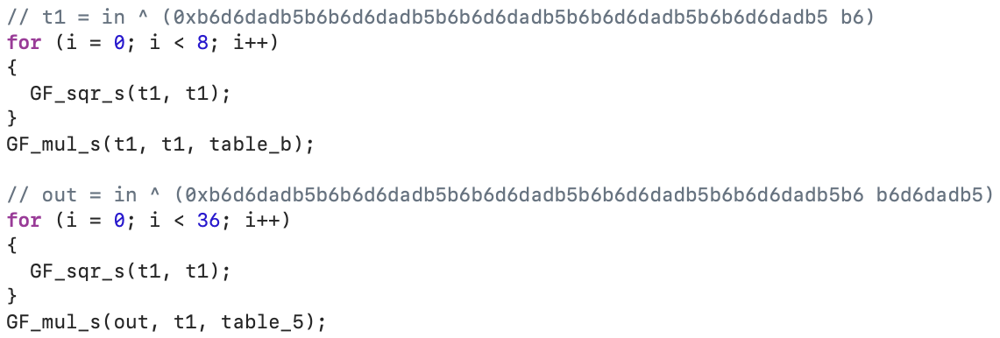 // t1 = in ^ (0xb6d6dadb5b6b6d6dadb5b6b6d6dadb5b6b6d6dadb5b6b6d6dadb5 b6)
for (i = 0; i < 8; i++)
{
  GF_sqr_s(t1, t1);
}
GF_mul_s(t1, t1, table_b);

// out = in ^ (0xb6d6dadb5b6b6d6dadb5b6b6d6dadb5b6b6d6dadb5b6b6d6dadb5b6 b6d6dadb5)
for (i = 0; i < 36; i++)
{
  GF_sqr_s(t1, t1);
}
GF_mul_s(out, t1, table_5);